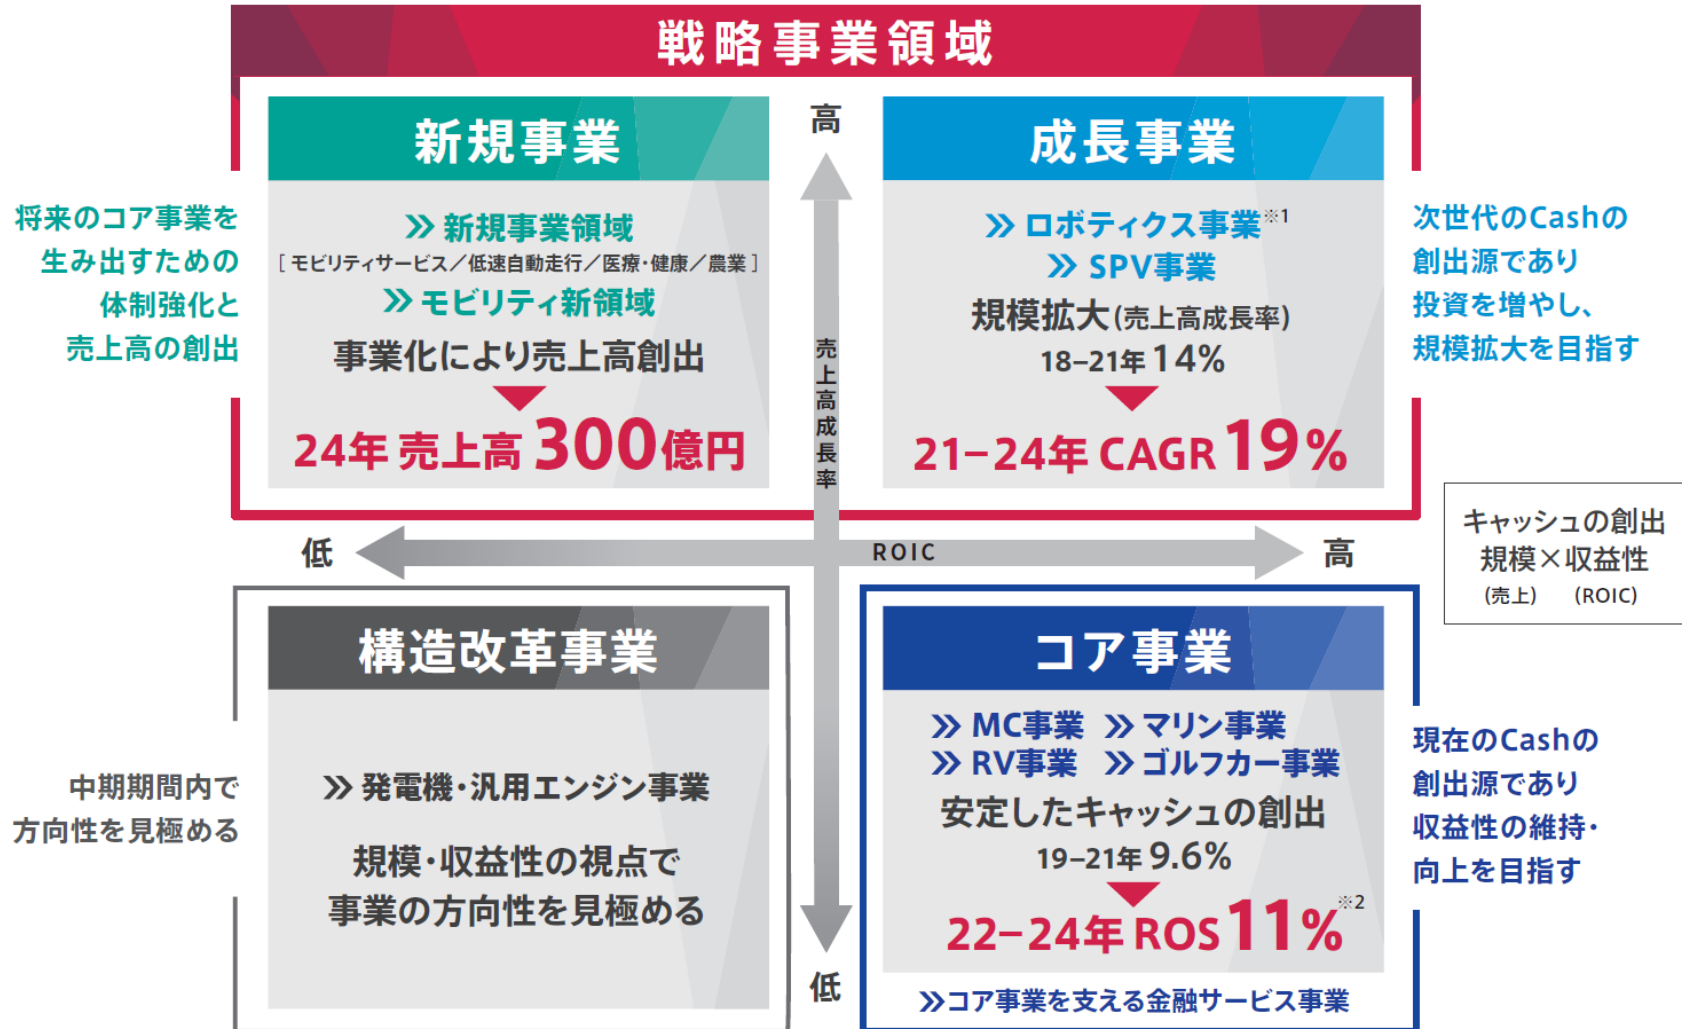 戦略事業領域
新規事業
将来のコア事業を
生み出すための
体制強化と
売上高の創出
≫ 新規事業領域
[ モビリティサービス／低速自動走行／医療・健康／農業 ]
≫ モビリティ新領域
事業化により売上高創出
24年 売上高 300億円
高
売上高成長率
成長事業
≫ ロボティクス事業※1
≫ SPV事業
規模拡大(売上高成長率)
18–21年 14%
21–24年 CAGR 19%
次世代のCashの
創出源であり
投資を増やし、
規模拡大を目指す
低
ROIC
高
キャッシュの創出
規模×収益性
(売上) (ROIC)
構造改革事業
中期期間内で
方向性を見極める
≫ 発電機・汎用エンジン事業
規模・収益性の視点で
事業の方向性を見極める
低
コア事業
≫ MC事業 ≫ マリン事業
≫ RV事業 ≫ ゴルフカー事業
安定したキャッシュの創出
19–21年 9.6%
22–24年 ROS 11%※2
≫コア事業を支える金融サービス事業
現在のCashの
創出源であり
収益性の維持・
向上を目指す